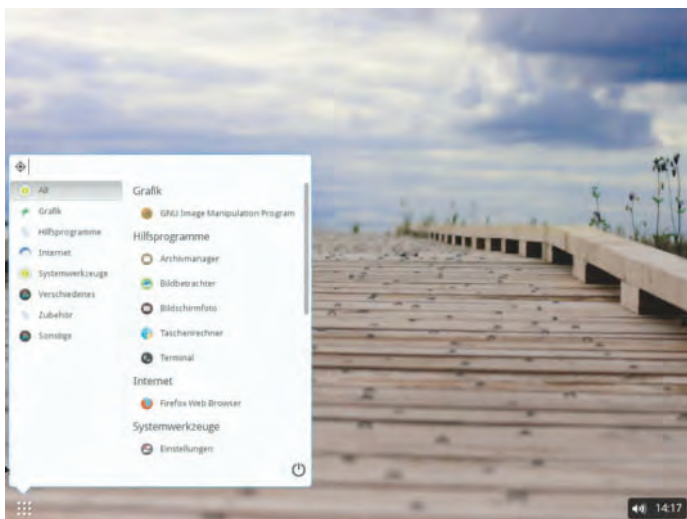 All
Grafik
Hilfsprogramme
Internet
Systemwerkzeuge
Verschiedenes
Zubehör
Sonstige
Grafik
GNU Image Manipulation Program
Hilfsprogramme
Archivmanager
Bildbetrachter
Bildschirmfoto
Taschenrechner
Terminal
Internet
Firefox Web Browser
Systemwerkzeuge
Einstellungen
14:17